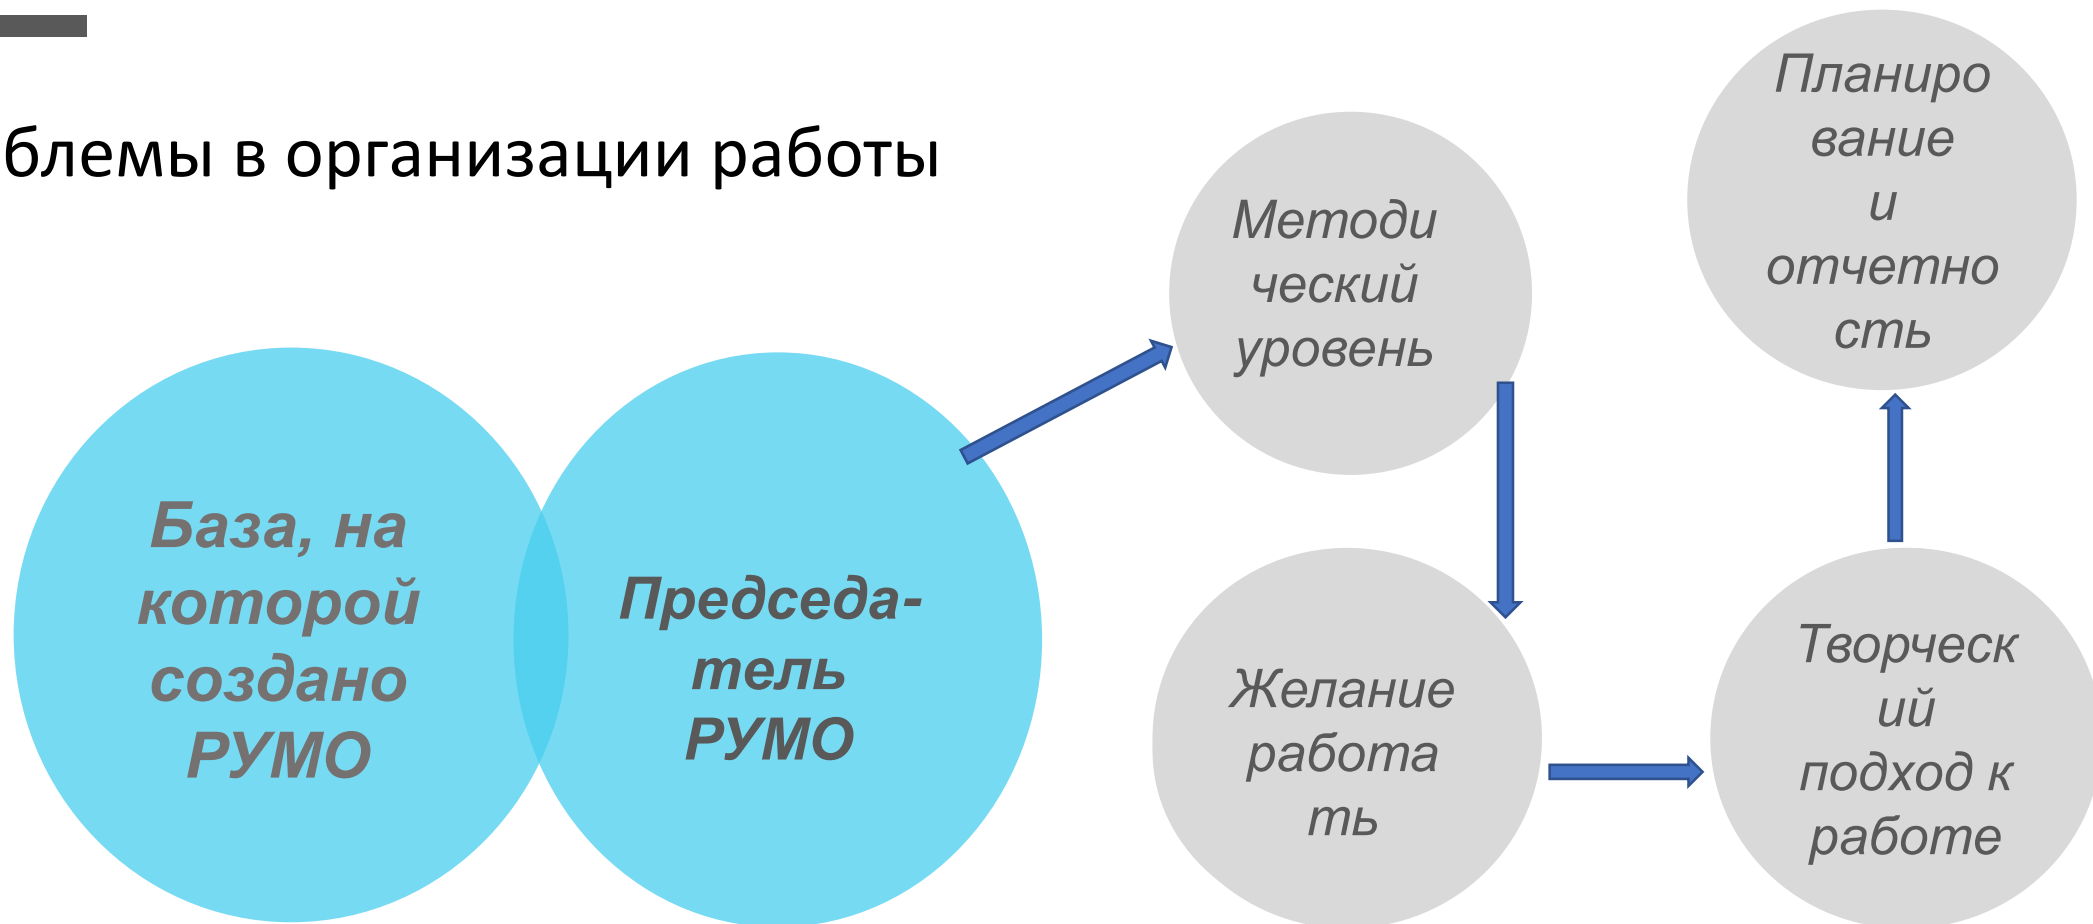 блемы в организации работы
База, на
которой
создано
РУМО
Председа-
тель
РУМО
Методи
ческий
уровень
Желание
работа
ть
Творческ
ий
подход к
работе
Планиро
вание
и
отчетно
сть